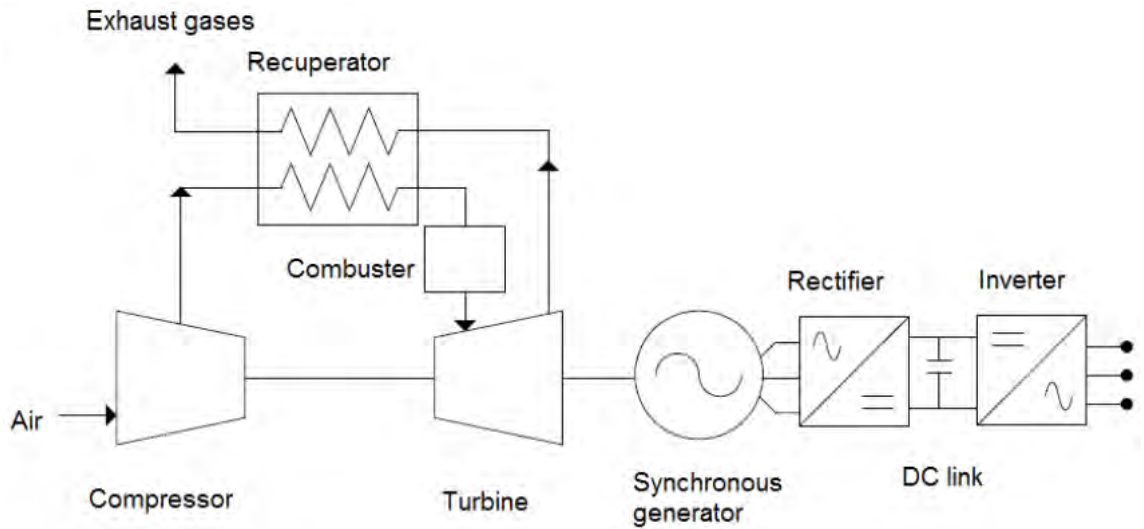 Exhaust gases
Recuperator
Combuster
Rectifier
Inverter
Air
Compressor
Turbine
Synchronous
generator
DC link